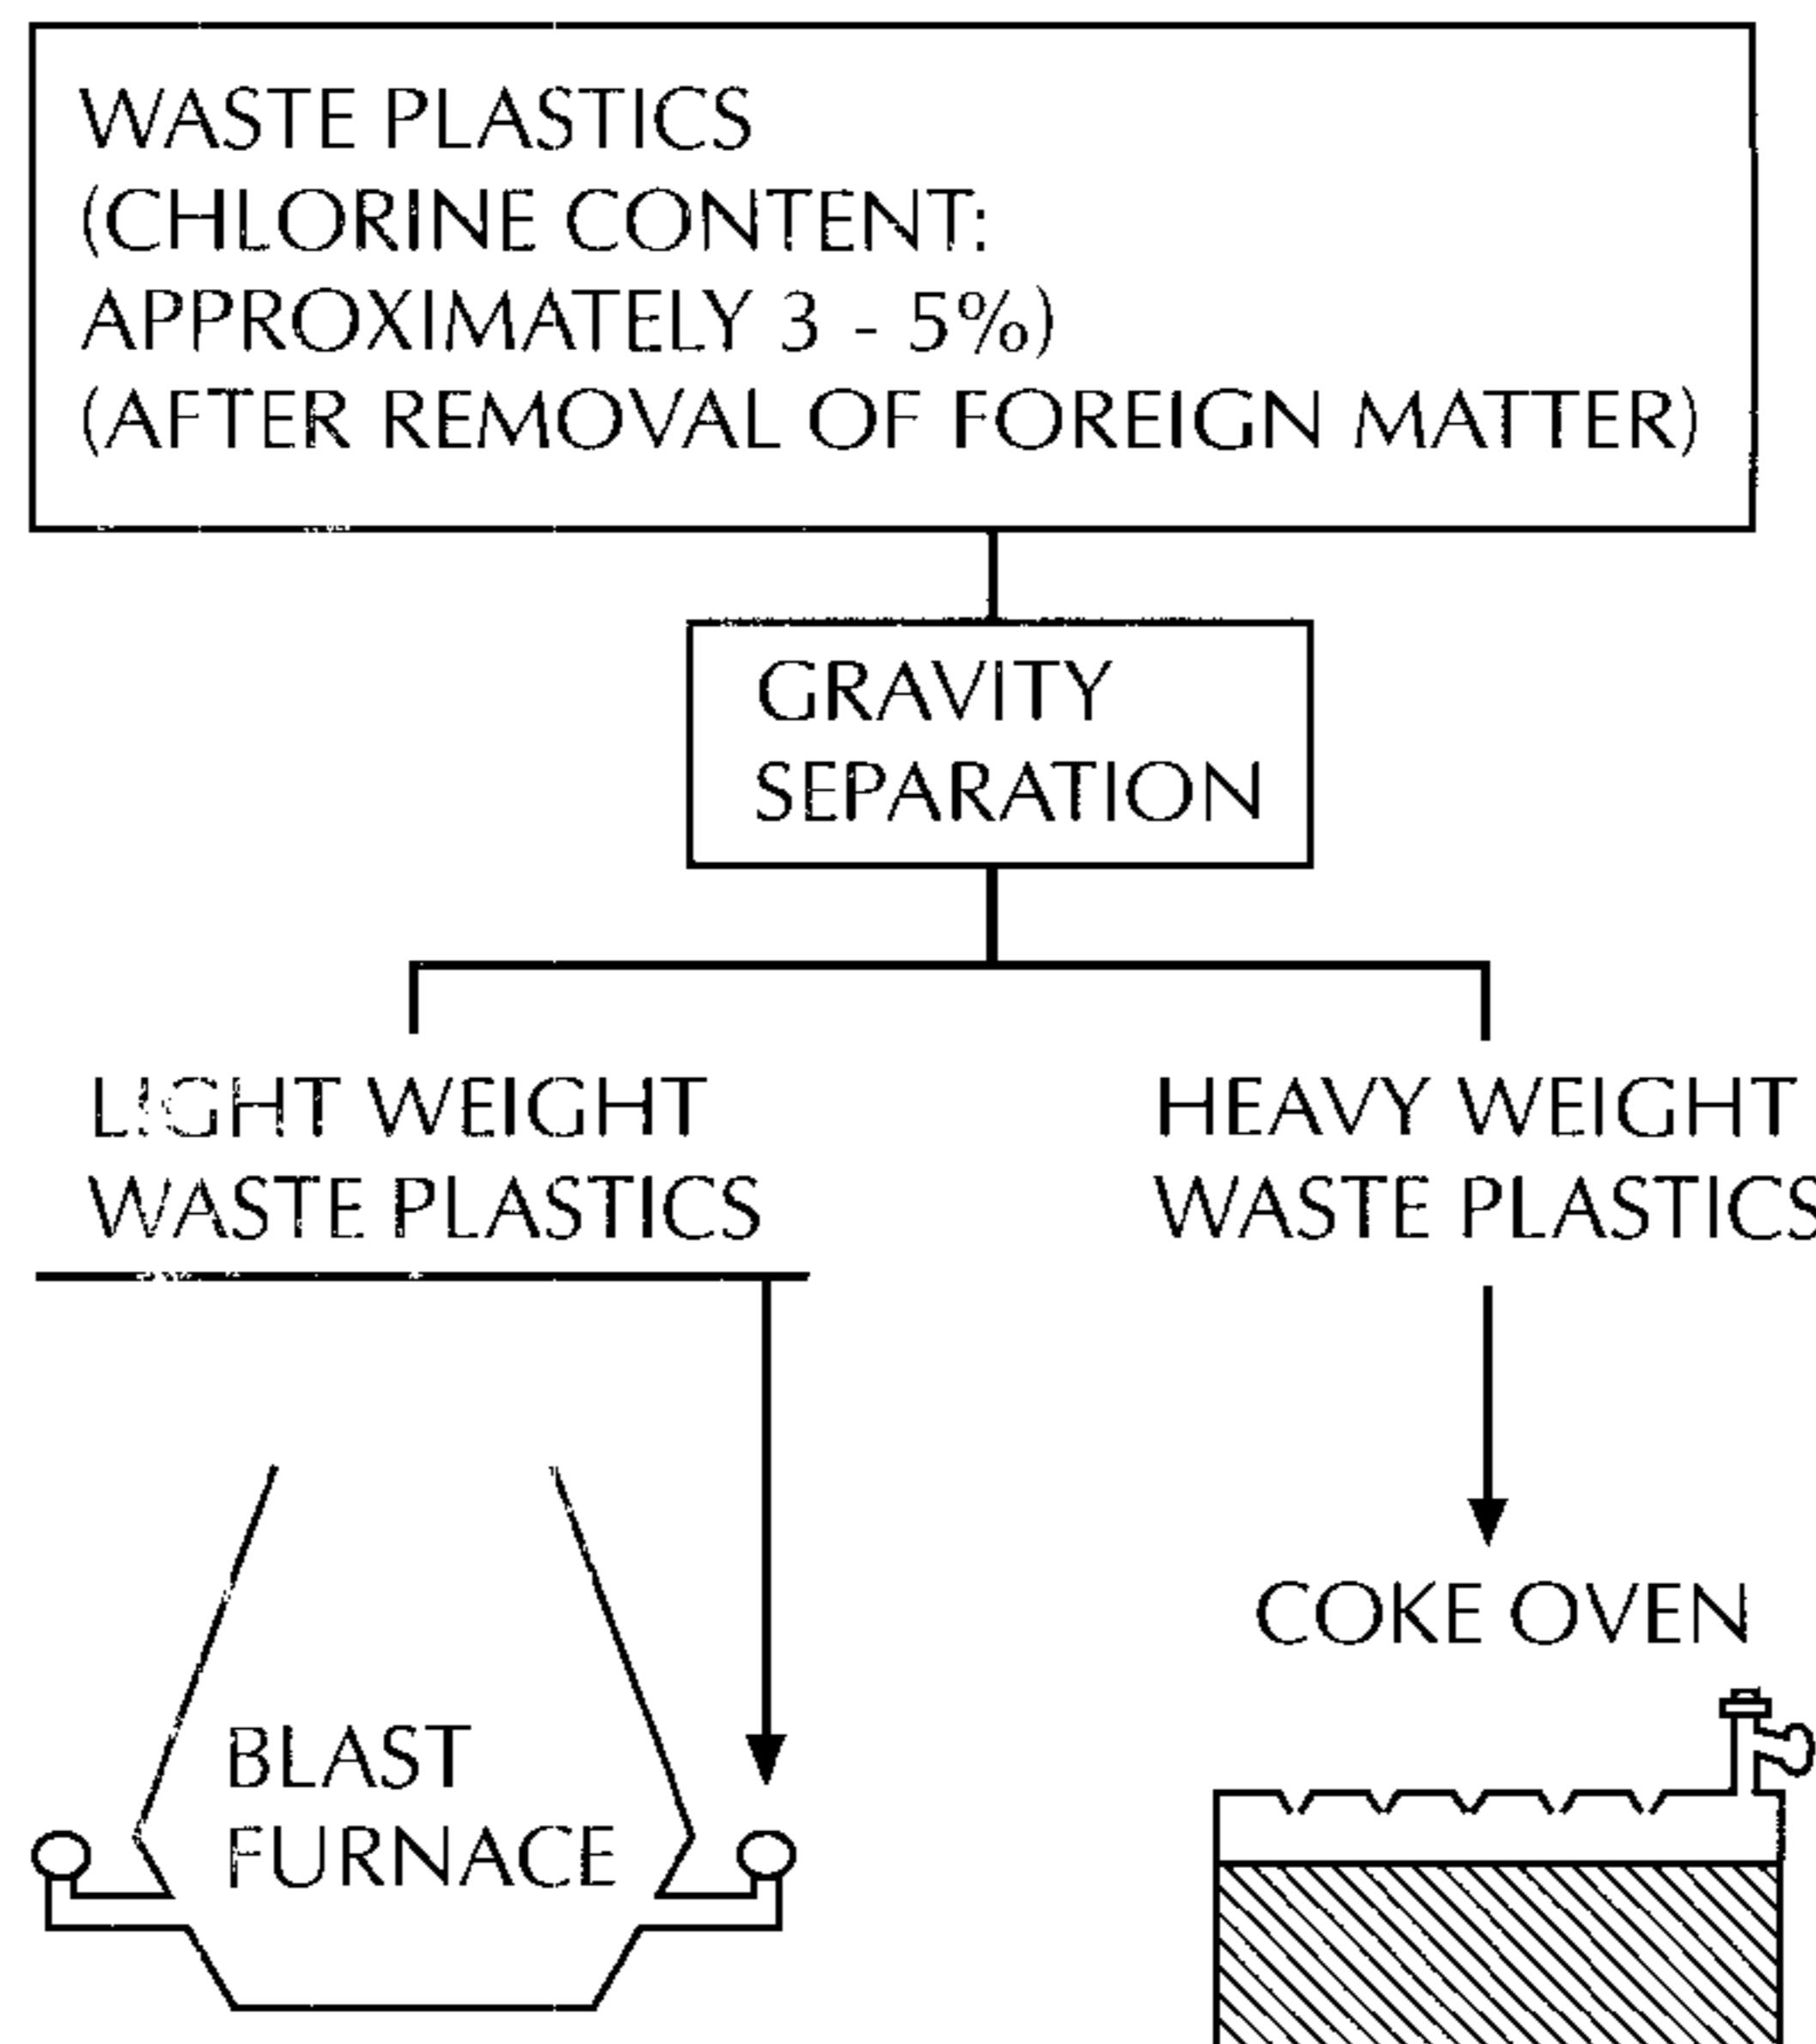 WASTE PLASTICS
(CHLORINE CONTENT:
APPROXIMATELY 3 - 5%)
(AFTER REMOVAL OF FOREIGN MATTER)
GRAVITY
SEPARATION
LIGHT WEIGHT
WASTE PLASTICS
HEAVY WEIGHT
WASTE PLASTICS
COKE OVEN
BLAST
FURNACE